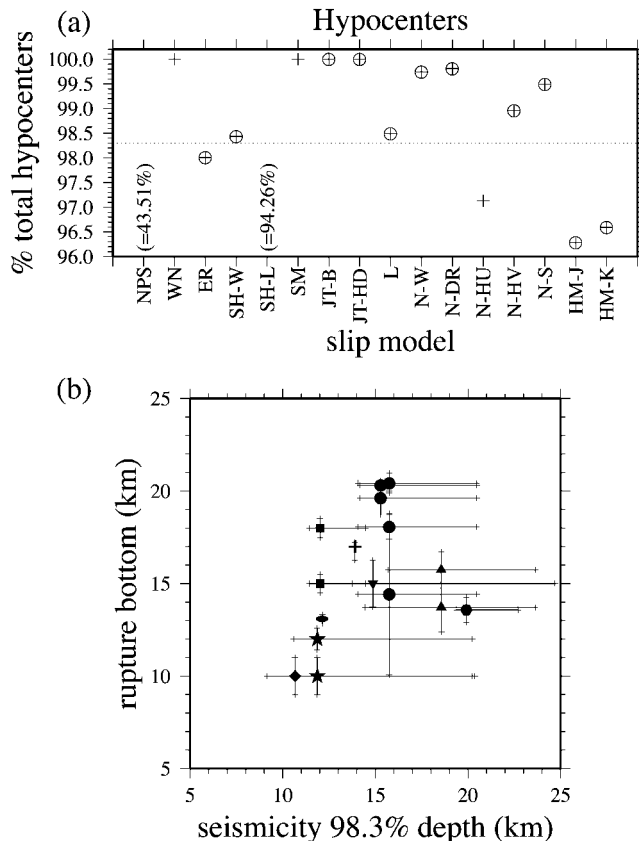 (a)
Hypocenters
% total hypocenters
100.0
99.5
99.0
98.5
98.0
97.5
97.0
96.5
96.0
(=43.51%)
(=94.26%)
NPS
WN
ER
SH-W
SH-L
SM
JT-B
JT-HD
L
N-W
N-DR
N-HU
N-HV
N-S
HM-J
HM-K
slip model
(b)
rupture bottom (km)
25
20
15
10
5
5 10 15 20 25
seismicity 98.3% depth (km)